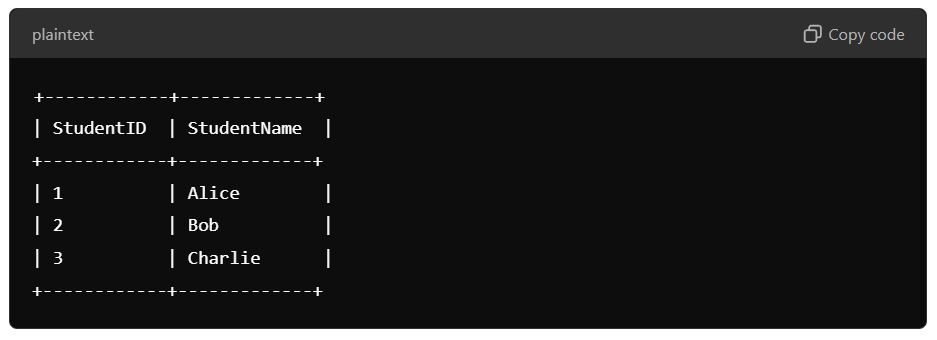 plaintext
Copy code
+------------+-------------+
| StudentID  | StudentName  |
+------------+-------------+
| 1          | Alice        |
| 2          | Bob          |
| 3          | Charlie      |
+------------+-------------+